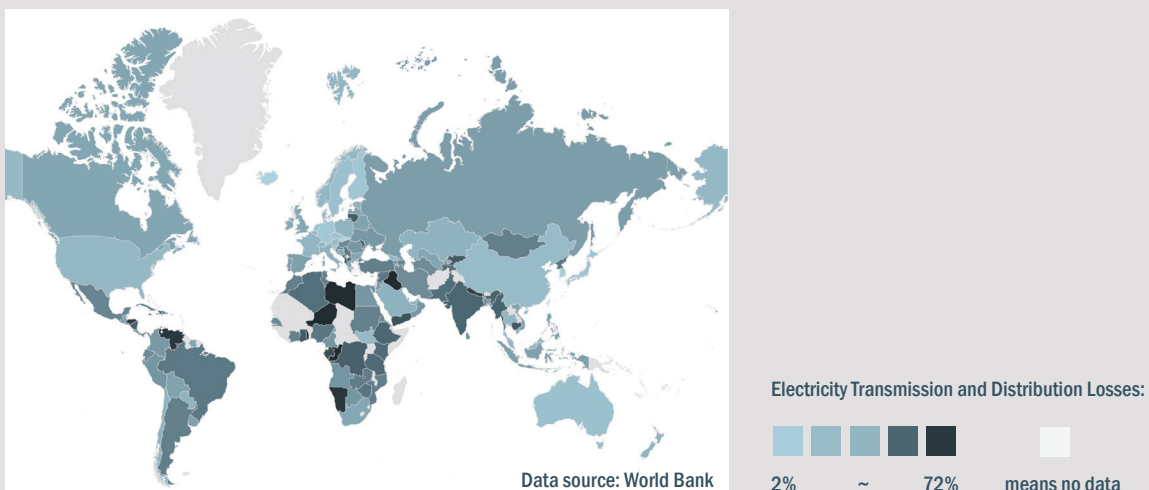 Electricity Transmission and Distribution Losses:
2% ~ 72% means no data
Data source: World Bank